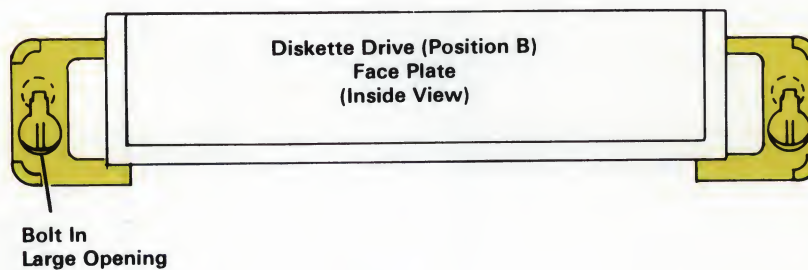 Diskette Drive (Position B)
Face Plate
(Inside View)
Bolt In
Large Opening